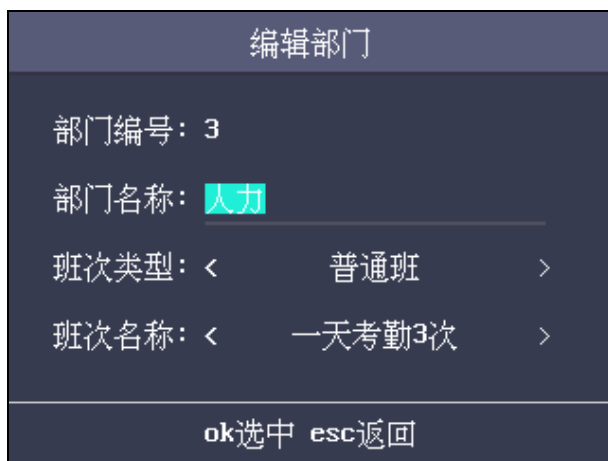 编辑部门
部门编号：3
部门名称：人力
班次类型：< 普通班 >
班次名称：< 一天考勤3次 >
ok选中 esc返回